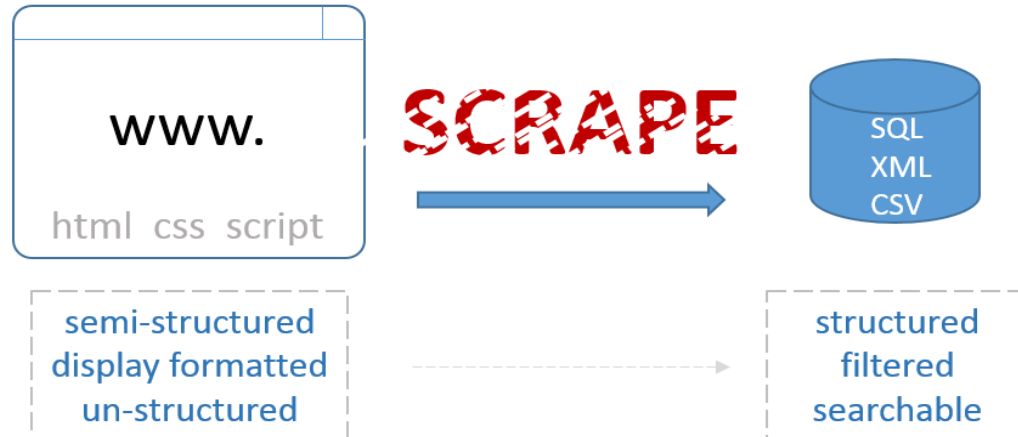 www.
html css script
SCRAPE
SQL
XML
CSV
semi-structured
display formatted
un-structured
structured
filtered
searchable